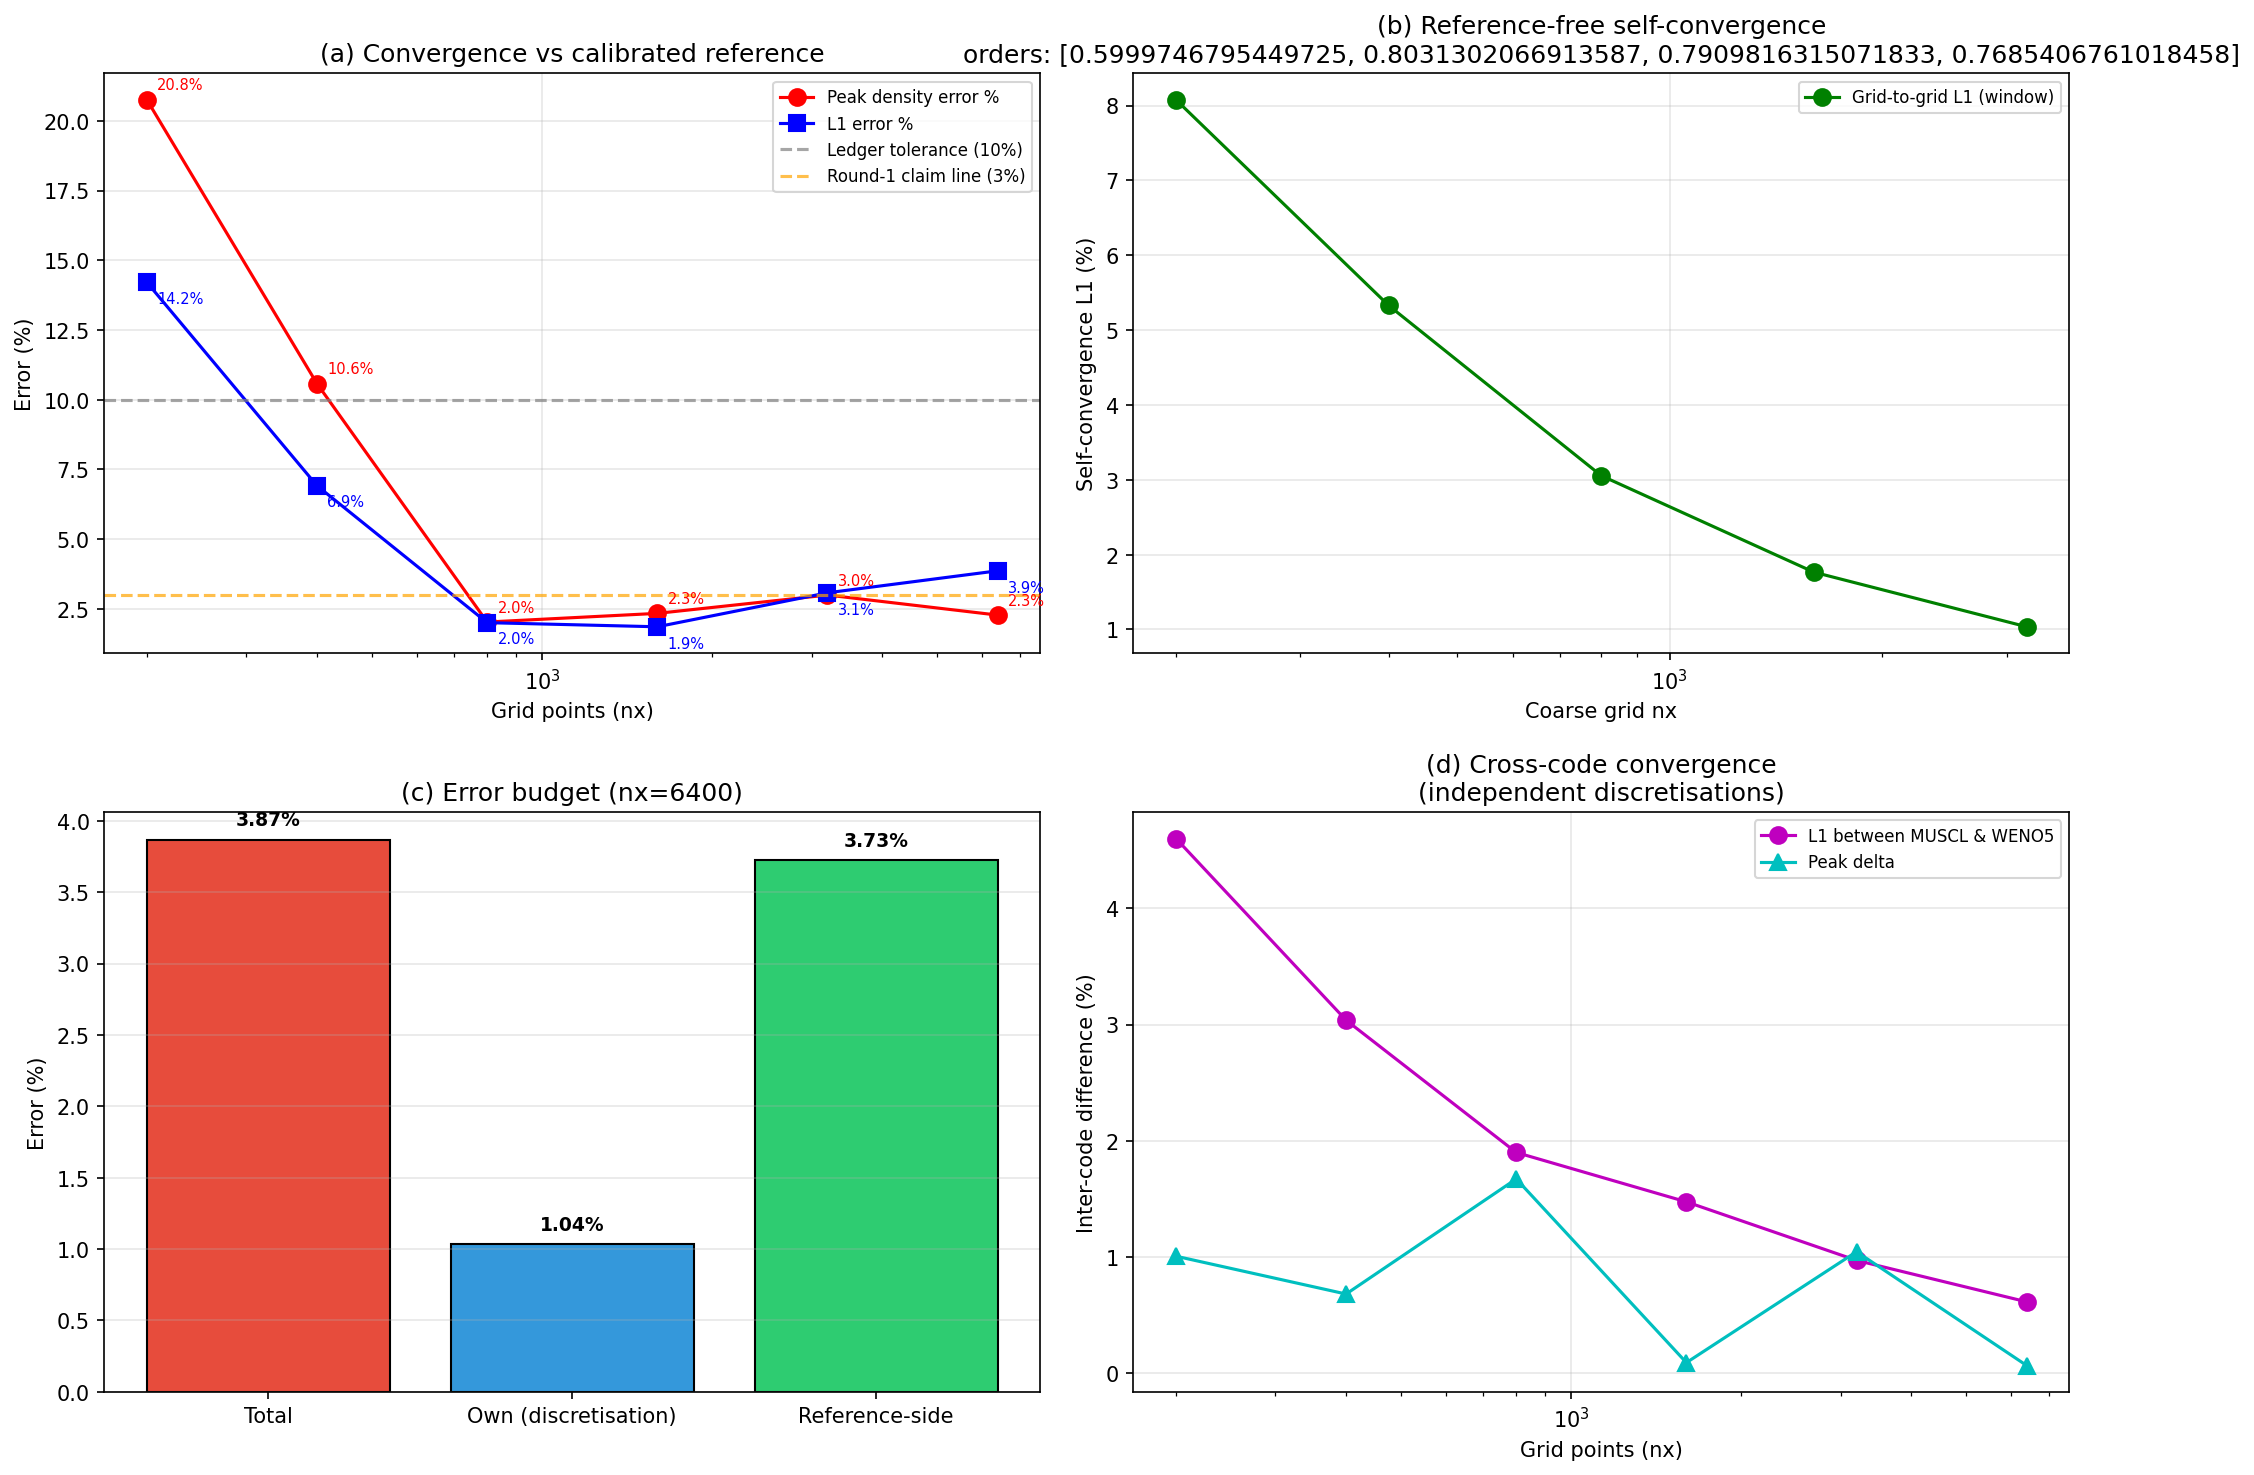 (a) Convergence vs calibrated reference
Error (%)
20.0
17.5
15.0
12.5
10.0
7.5
5.0
2.5
20.8%
14.2%
10.6%
6.9%
2.0%
2.0%
2.3%
1.9%
3.0%
3.1%
3.9%
2.3%
Peak density error %
L1 error %
Ledger tolerance (10%)
Round-1 claim line (3%)
10³
Grid points (nx)
(b) Reference-free self-convergence
orders: [0.5999746795449725, 0.8031302066913587, 0.7909816315071833, 0.7685406761018458]
Self-convergence L1 (%)
8
7
6
5
4
3
2
1
Grid-to-grid L1 (window)
10³
Coarse grid nx
(c) Error budget (nx=6400)
Error (%)
4.0
3.5
3.0
2.5
2.0
1.5
1.0
0.5
0.0
3.87%
1.04%
3.73%
Total
Own (discretisation)
Reference-side
(d) Cross-code convergence
(independent discretisations)
Inter-code difference (%)
4
3
2
1
0
L1 between MUSCL & WENO5
Peak delta
10³
Grid points (nx)